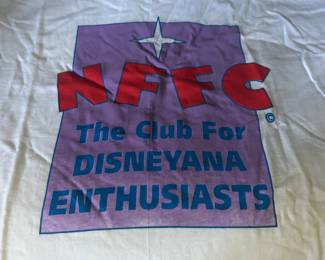 NFFC
©
The Club For
DISNEYANA
ENTHUSIASTS